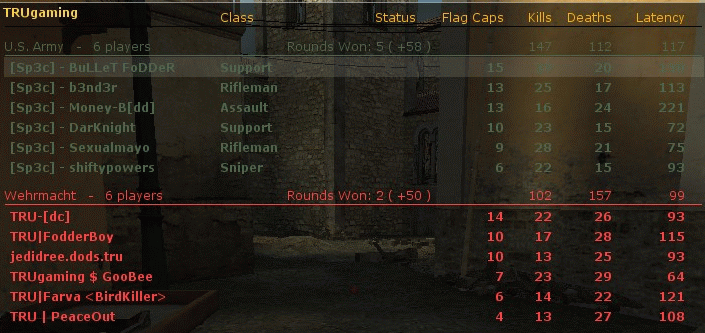 TRUgaming Class Status Flag Caps Kills Deaths Latency
U.S. Army - 6 players Rounds Won: 5 ( +58 ) 147 112 117
[Sp3c] - BuLLeT FoDDeR Support 15 20
[Sp3c] - b3nd3r Rifleman 13 25 17 113
[Sp3c] - Money-B[dd] Assault 13 16 24 221
[Sp3c] - DarKnight Support 10 23 15 72
[Sp3c] - Sexualmayo Rifleman 9 28 21 75
[Sp3c] - shiftypowers Sniper 6 22 15 93
Wehrmacht - 6 players Rounds Won: 2 ( +50 ) 102 157 99
TRU-[dc] 14 22 26 93
TRU|FodderBoy 10 17 28 115
jedidree.dods.tru 10 13 25 93
TRUgaming $ GooBee 7 23 29 64
TRU|Farva <BirdKiller> 6 14 22 121
TRU | PeaceOut 4 13 27 108